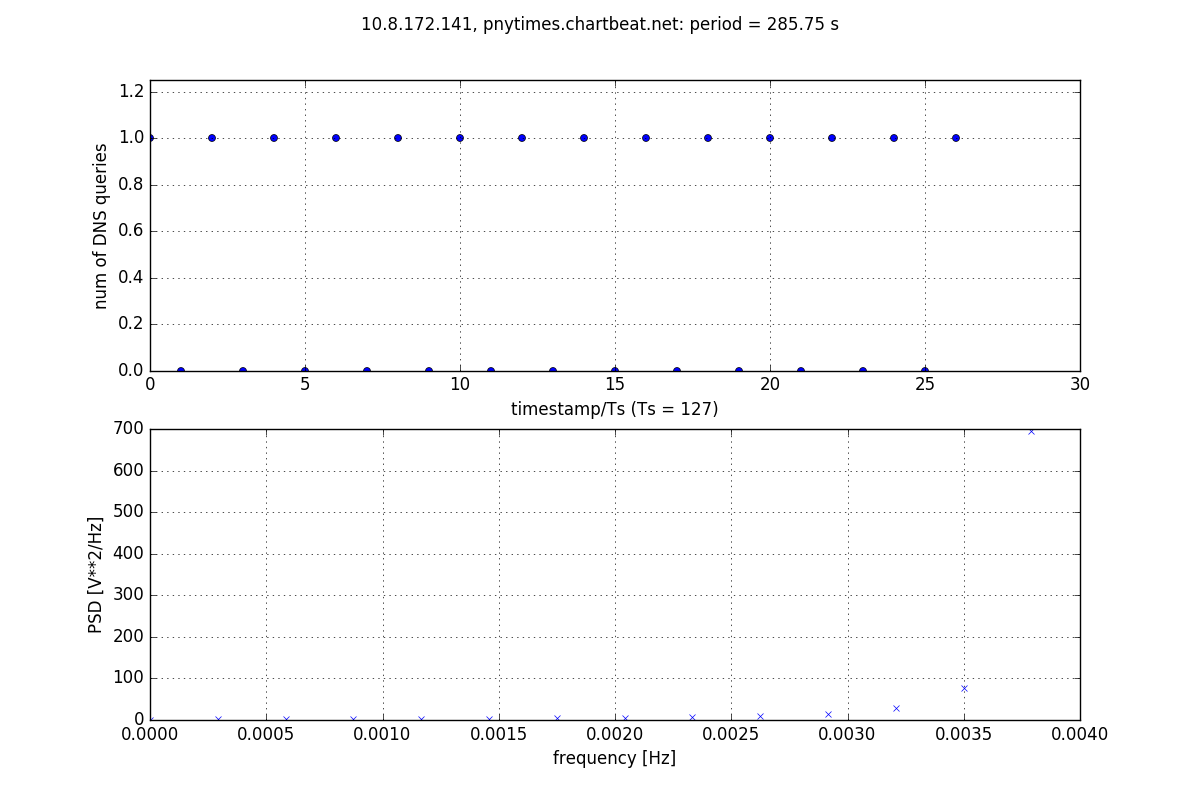 10.8.172.141, pnytimes.chartbeat.net: period = 285.75 s
1.2
1.0
0.8
0.6
0.4
0.2
0.0
num of DNS queries
0 5 10 15 20 25 30
timestamp/Ts (Ts = 127)
700
600
500
400
300
200
100
0
PSD [V**2/Hz]
0.0000 0.0005 0.0010 0.0015 0.0020 0.0025 0.0030 0.0035 0.0040
frequency [Hz]